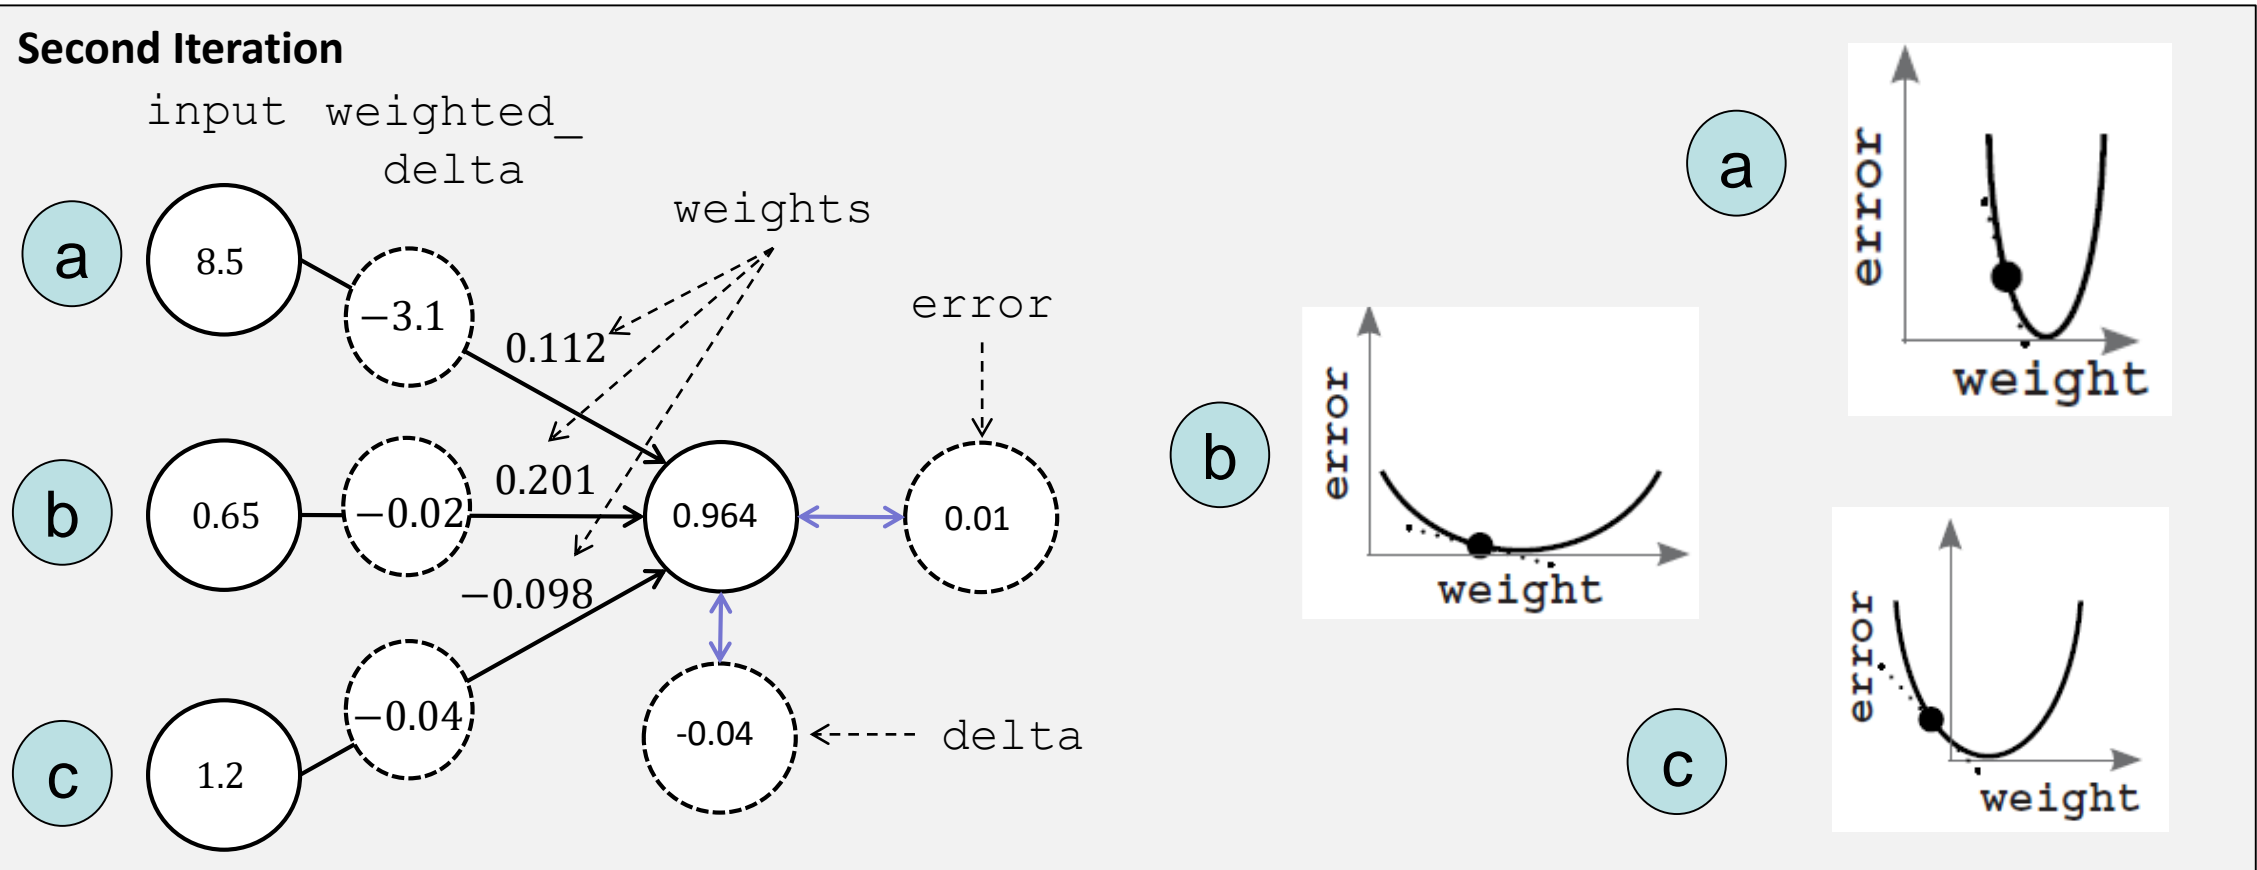 Second Iteration
input weighted_
delta
weights
a
8.5
−3.1
0.112
error
b
0.65
−0.02
0.201
0.964
0.01
−0.098
c
1.2
−0.04
-0.04
delta
a
error
weight
b
error
weight
c
error
weight